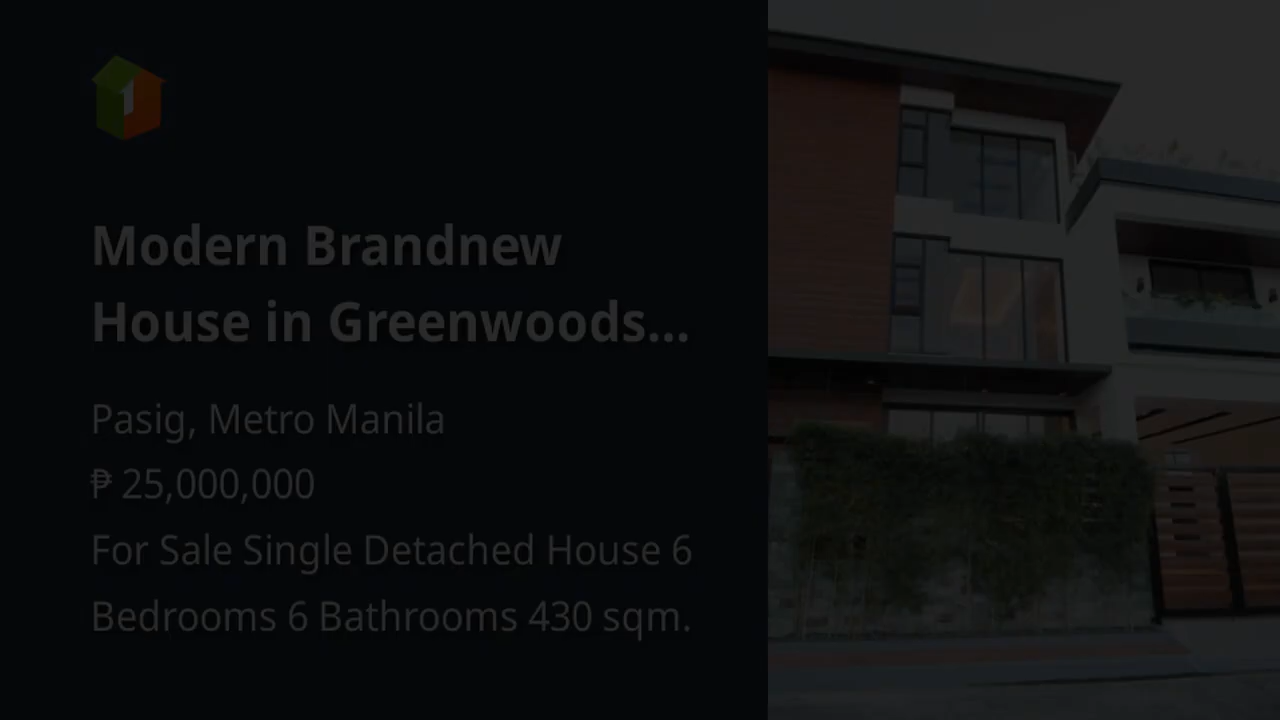 Modern Brandnew
House in Greenwoods...
Pasig, Metro Manila
₱ 25,000,000
For Sale Single Detached House 6
Bedrooms 6 Bathrooms 430 sqm.